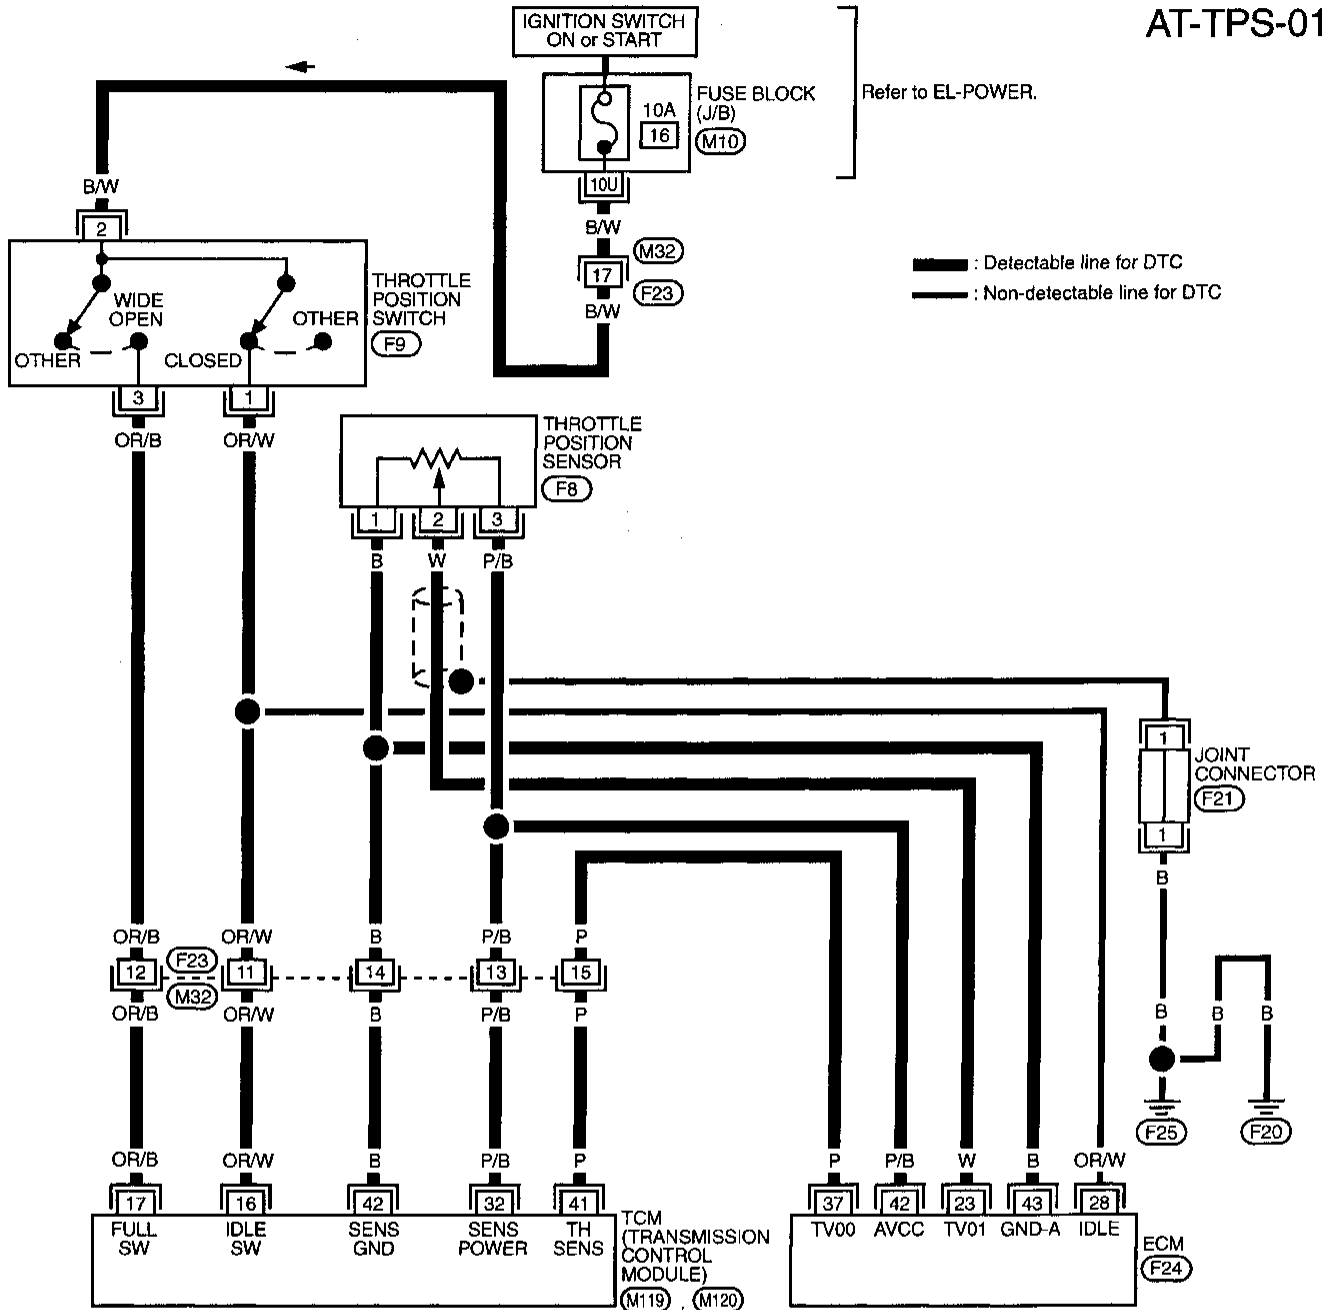 AT-TPS-01
IGNITION SWITCH
ON or START
FUSE BLOCK
(J/B)
M10
10A
16
Refer to EL-POWER.
10U
B/W
M32
17
F23
B/W
: Detectable line for DTC
: Non-detectable line for DTC
B/W
2
THROTTLE
POSITION
SWITCH
F9
WIDE
OPEN
OTHER
OTHER
CLOSED
3
1
OR/B
OR/W
THROTTLE
POSITION
SENSOR
F8
1
2
3
B
W
P/B
1
JOINT
CONNECTOR
F21
1
B
OR/B
OR/W
B
P/B
P
12
F23
11
14
13
15
M32
OR/B
OR/W
B
P/B
P
B
B
B
F25
F20
OR/B
OR/W
B
P/B
P
P
P/B
W
B
OR/W
17
16
42
32
41
37
42
23
43
28
FULL
SW
IDLE
SW
SENS
GND
SENS
POWER
TH
SENS
TCM
(TRANSMISSION
CONTROL
MODULE)
M119 , M120
TV00
AVCC
TV01
GND-A
IDLE
ECM
F24